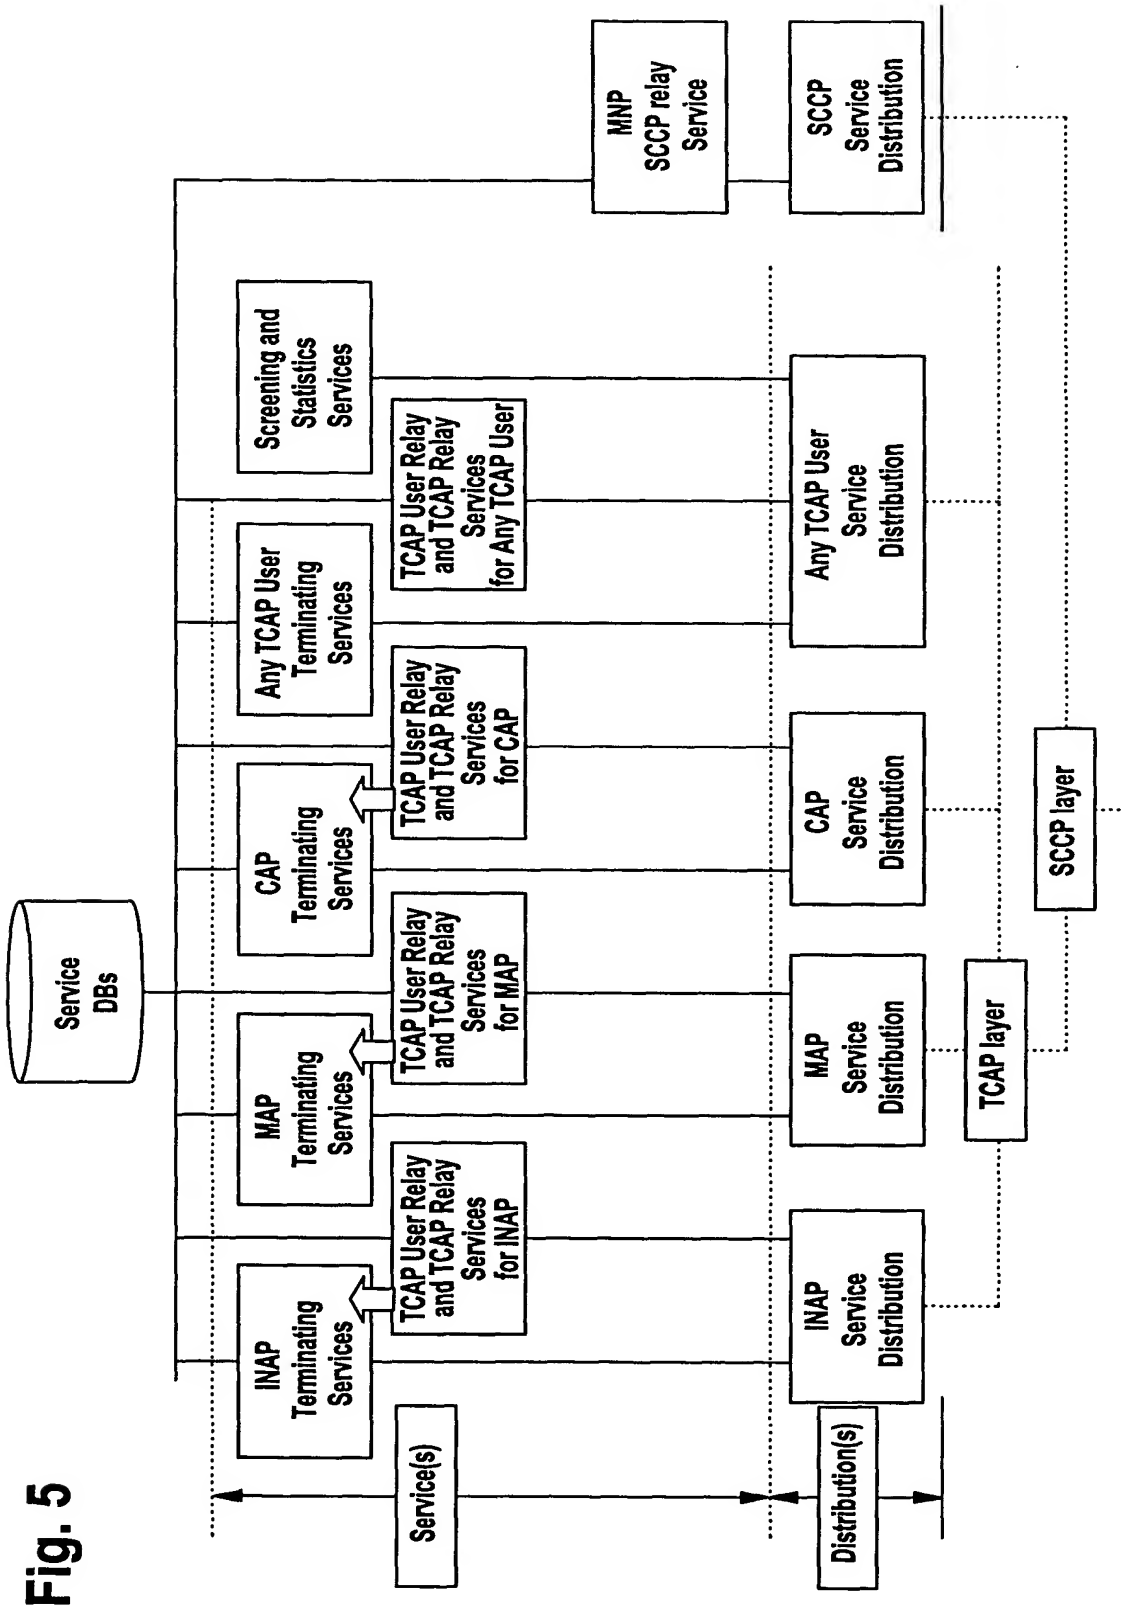 Fig. 5
Service
DBs
INAP
Terminating
Services
MAP
Terminating
Services
CAP
Terminating
Services
Any TCAP User
Terminating
Services
Screening and
Statistics
Services
Service(s)
TCAP User Relay
and TCAP Relay
Services
for INAP
TCAP User Relay
and TCAP Relay
Services
for MAP
TCAP User Relay
and TCAP Relay
Services
for CAP
TCAP User Relay
and TCAP Relay
Services
for Any TCAP User
MNP
SCCP relay
Service
Distribution(s)
INAP
Service
Distribution
MAP
Service
Distribution
CAP
Service
Distribution
Any TCAP User
Service
Distribution
SCCP
Service
Distribution
TCAP layer
SCCP layer